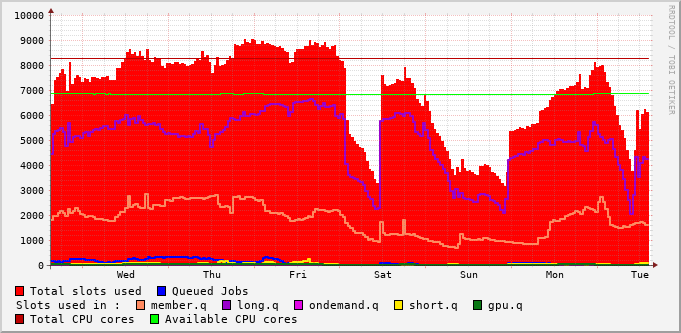 RRDTOOL / TOBI OETIKER
10000
9000
8000
7000
6000
5000
4000
3000
2000
1000
0
Wed Thu Fri Sat Sun Mon Tue
Total slots used Queued Jobs
Slots used in : member.q long.q ondemand.q short.q gpu.q
Total CPU cores Available CPU cores